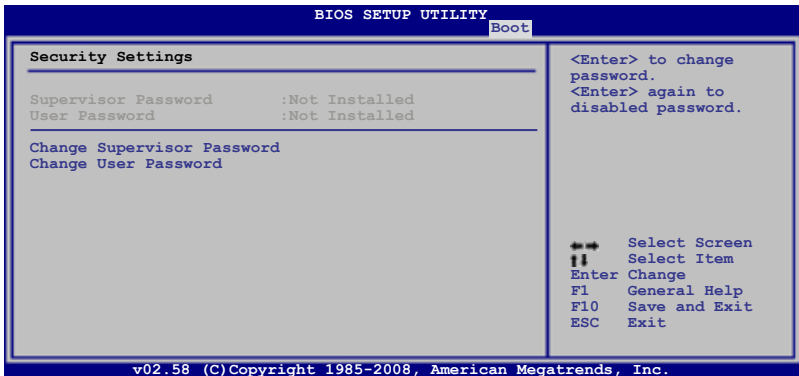 BIOS SETUP UTILITY
Boot
Security Settings
Supervisor Password :Not Installed
User Password :Not Installed
Change Supervisor Password
Change User Password
<Enter> to change
password.
<Enter> again to
disabled password.
←→ Select Screen
↑↓ Select Item
Enter Change
F1 General Help
F10 Save and Exit
ESC Exit
v02.58 (C)Copyright 1985-2008, American Megatrends, Inc.